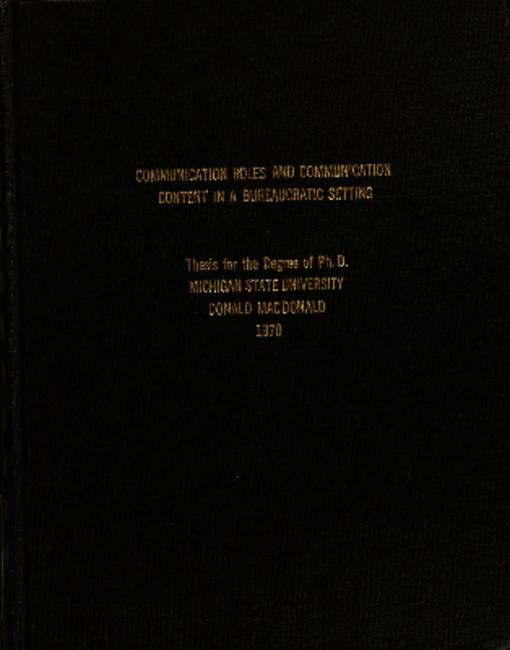 COMMUNICATION ROLES AND COMMUNICATION
CONTENT IN A BUREAUCRATIC SETTING
Thesis for the Degree of Ph. D.
MICHIGAN STATE UNIVERSITY
DONALD MACDONALD
1970